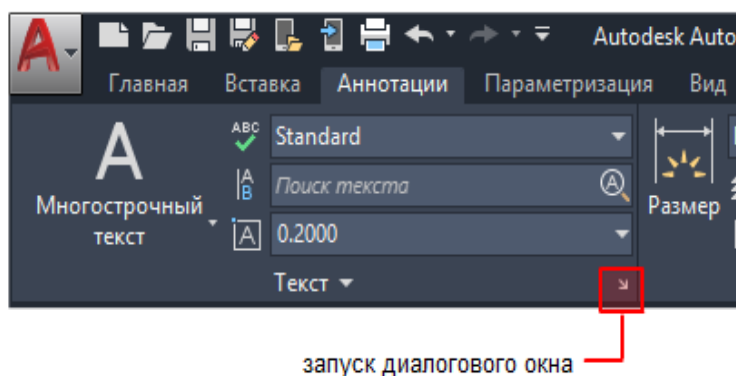 Autodesk Auto
Главная Вставка Аннотации Параметризация Вид
A
Многострочный
текст
ABC
Standard
A
B
Поиск текста
A
A
0.2000
Размер
Текст
запуск диалогового окна